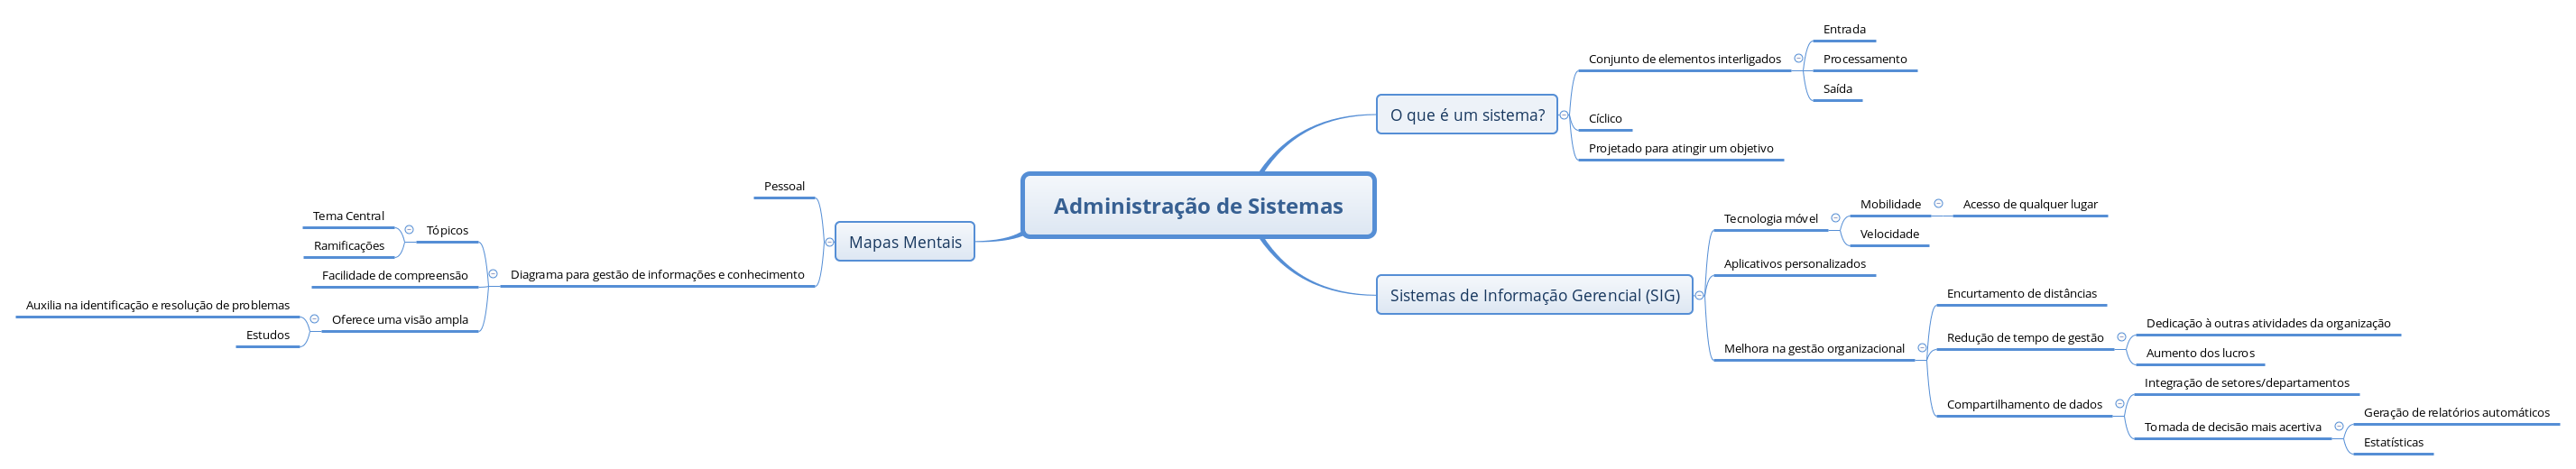 Administração de Sistemas
O que é um sistema?
Conjunto de elementos interligados
Entrada
Processamento
Saída
Cíclico
Projetado para atingir um objetivo
Sistemas de Informação Gerencial (SIG)
Tecnologia móvel
Mobilidade
Acesso de qualquer lugar
Velocidade
Aplicativos personalizados
Melhora na gestão organizacional
Encurtamento de distâncias
Redução de tempo de gestão
Dedicação à outras atividades da organização
Aumento dos lucros
Compartilhamento de dados
Integração de setores/departamentos
Tomada de decisão mais acertiva
Geração de relatórios automáticos
Estatísticas
Mapas Mentais
Pessoal
Diagrama para gestão de informações e conhecimento
Tópicos
Tema Central
Ramificações
Facilidade de compreensão
Oferece uma visão ampla
Auxilia na identificação e resolução de problemas
Estudos